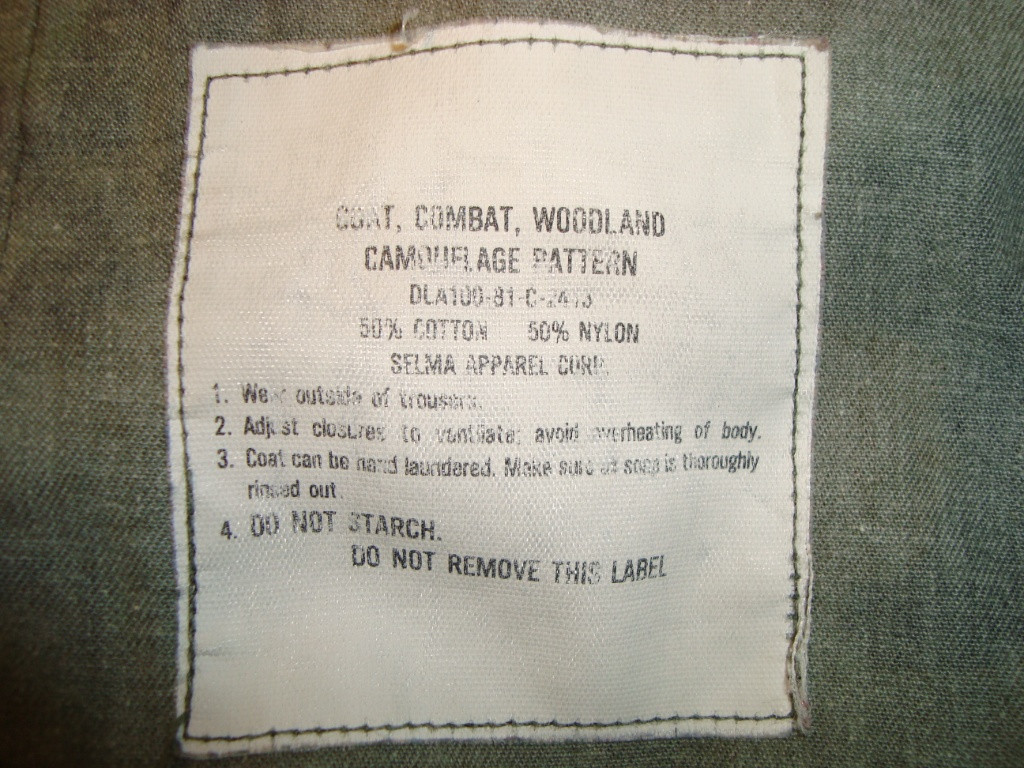 COAT, COMBAT, WOODLAND
CAMOUFLAGE PATTERN
DLA100-81-C-
50% COTTON 50% NYLON
SELMA APPAREL CORP.
1. Wear outside of trousers.
2. Adjust closures to ventilate; avoid overheating of body.
3. Coat can be hand laundered. Make sure all soap is thoroughly
rinsed out.
4. DO NOT STARCH.
DO NOT REMOVE THIS LABEL